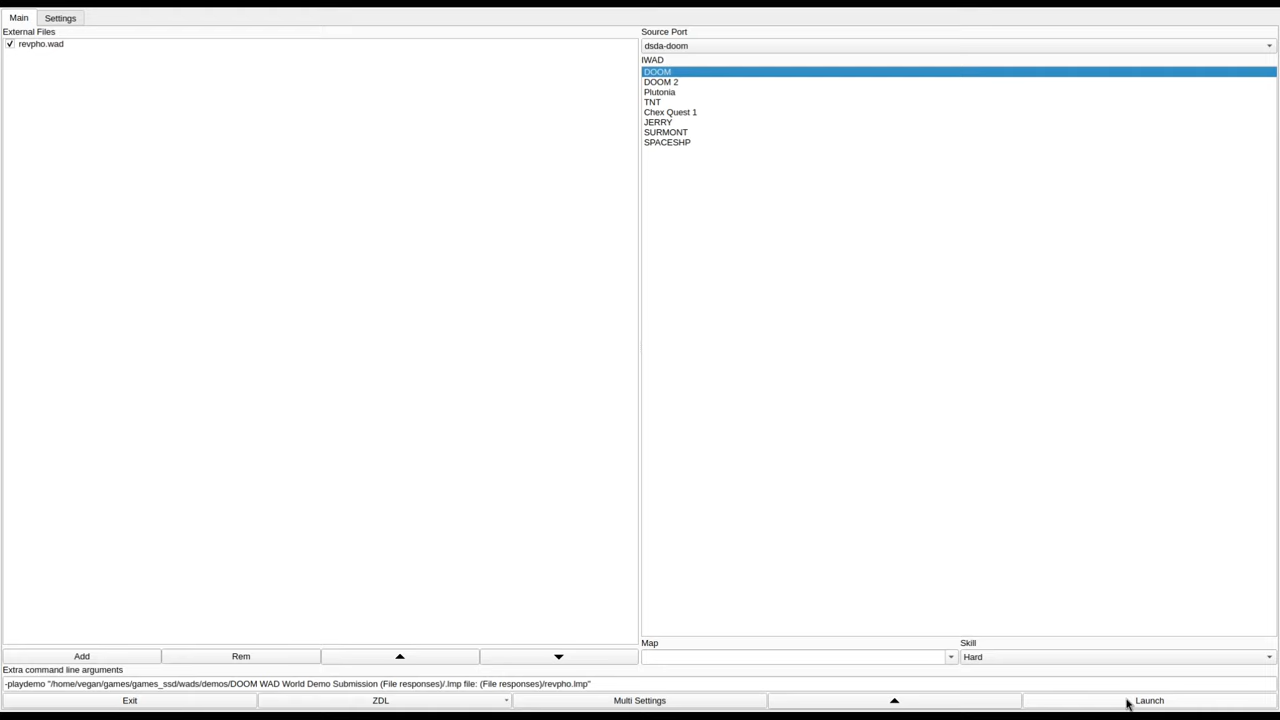 Main Settings
External Files
revpho.wad
Source Port
dsda-doom
IWAD
DOOM
DOOM 2
Plutonia
TNT
Chex Quest 1
JERRY
SURMONT
SPACESHP
Add Rem
Map Skill
Hard
Extra command line arguments
-playdemo "/home/vegan/games/games_ssd/wads/demos/DOOM WAD World Demo Submission (File responses)/.lmp file: (File responses)/revpho.lmp"
Exit ZDL Multi Settings Launch